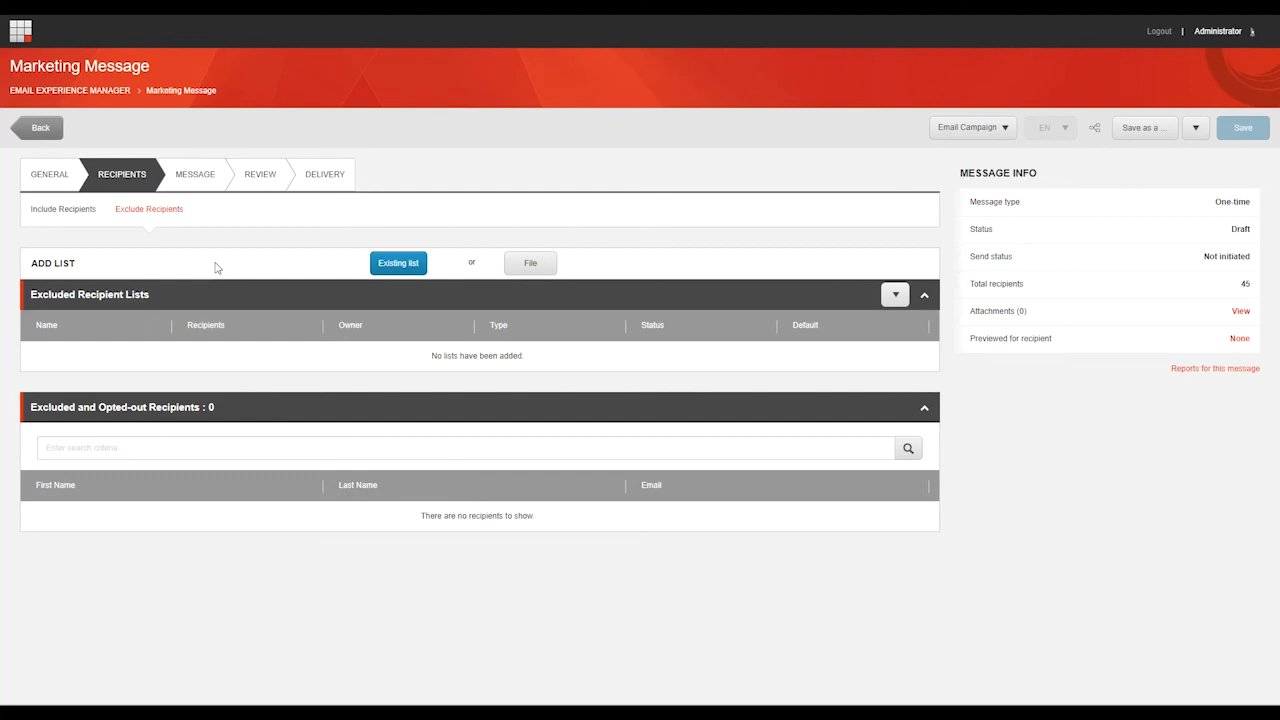 Logout | Administrator
Marketing Message
EMAIL EXPERIENCE MANAGER > Marketing Message
Back
Email Campaign
EN
Save as a ...
Save
GENERAL
RECIPIENTS
MESSAGE
REVIEW
DELIVERY
Include Recipients
Exclude Recipients
ADD LIST
Existing list
or
File
Excluded Recipient Lists
Name
Recipients
Owner
Type
Status
Default
No lists have been added.
Excluded and Opted-out Recipients : 0
Enter search criteria
First Name
Last Name
Email
There are no recipients to show.
MESSAGE INFO
Message type One-time
Status Draft
Send status Not initiated
Total recipients 45
Attachments (0) View
Previewed for recipient None
Reports for this message